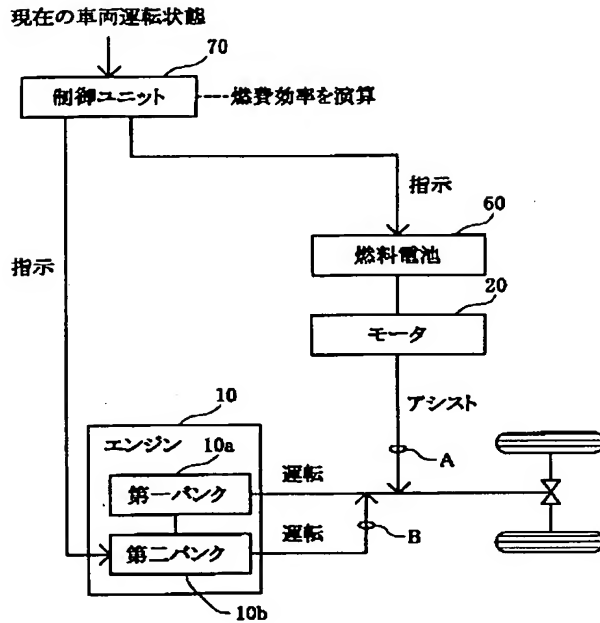 現在の車両運転状態
70
制御ユニット
燃費効率を演算
指示
60
燃料電池
指示
20
モータ
10
アシスト
エンジン
10a
A
第一バンク
運転
第二バンク
運転
B
10b